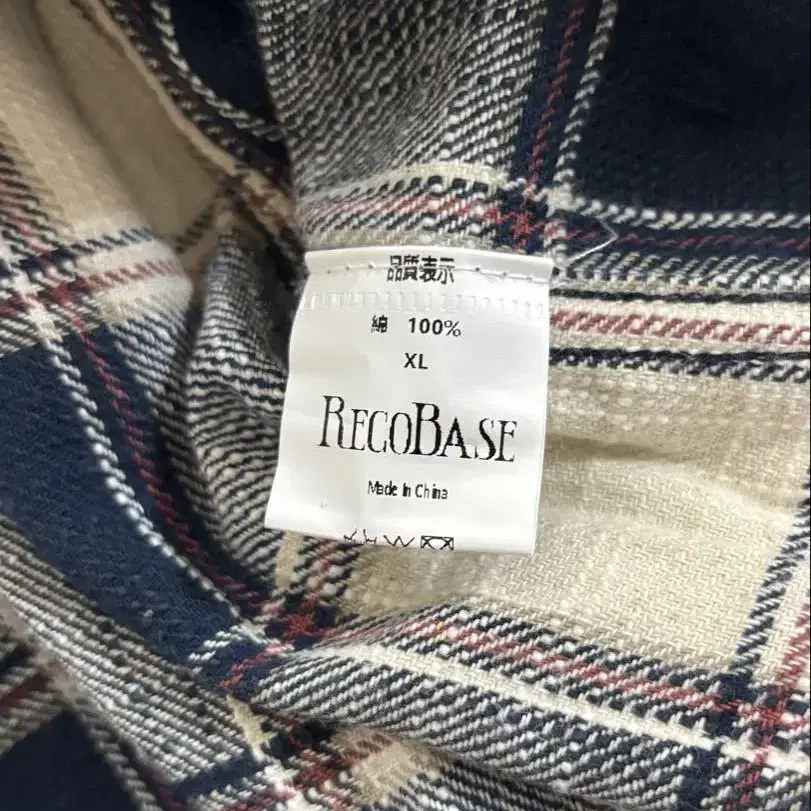 品質表示
綿 100%
XL
RECOBASE
Made In China